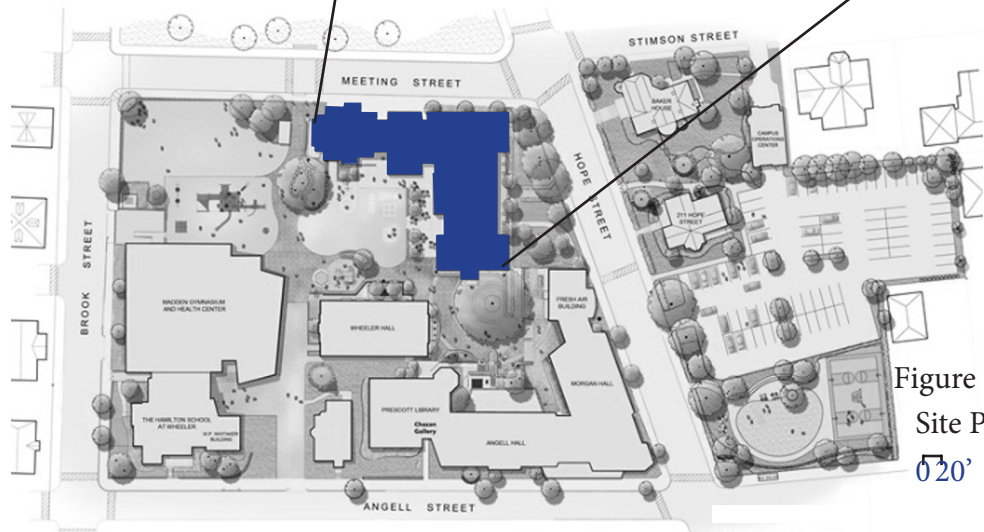 STIMSON STREET
MEETING STREET
BAKER
HOUSE
CAMPUS
OPERATIONS
CENTER
HOPE STREET
211 HOPE
STREET
BROOK STREET
MADDEN GYMNASIUM
AND HEALTH CENTER
FRESH AIR
BUILDING
WHEELER HALL
MORGAN HALL
Figure
Site P
0 20'
THE HAMILTON SCHOOL
AT WHEELER
W.P. WHITAKER
BUILDING
PRESCOTT LIBRARY
Chazan
Gallery
ANGELL HALL
ANGELL STREET